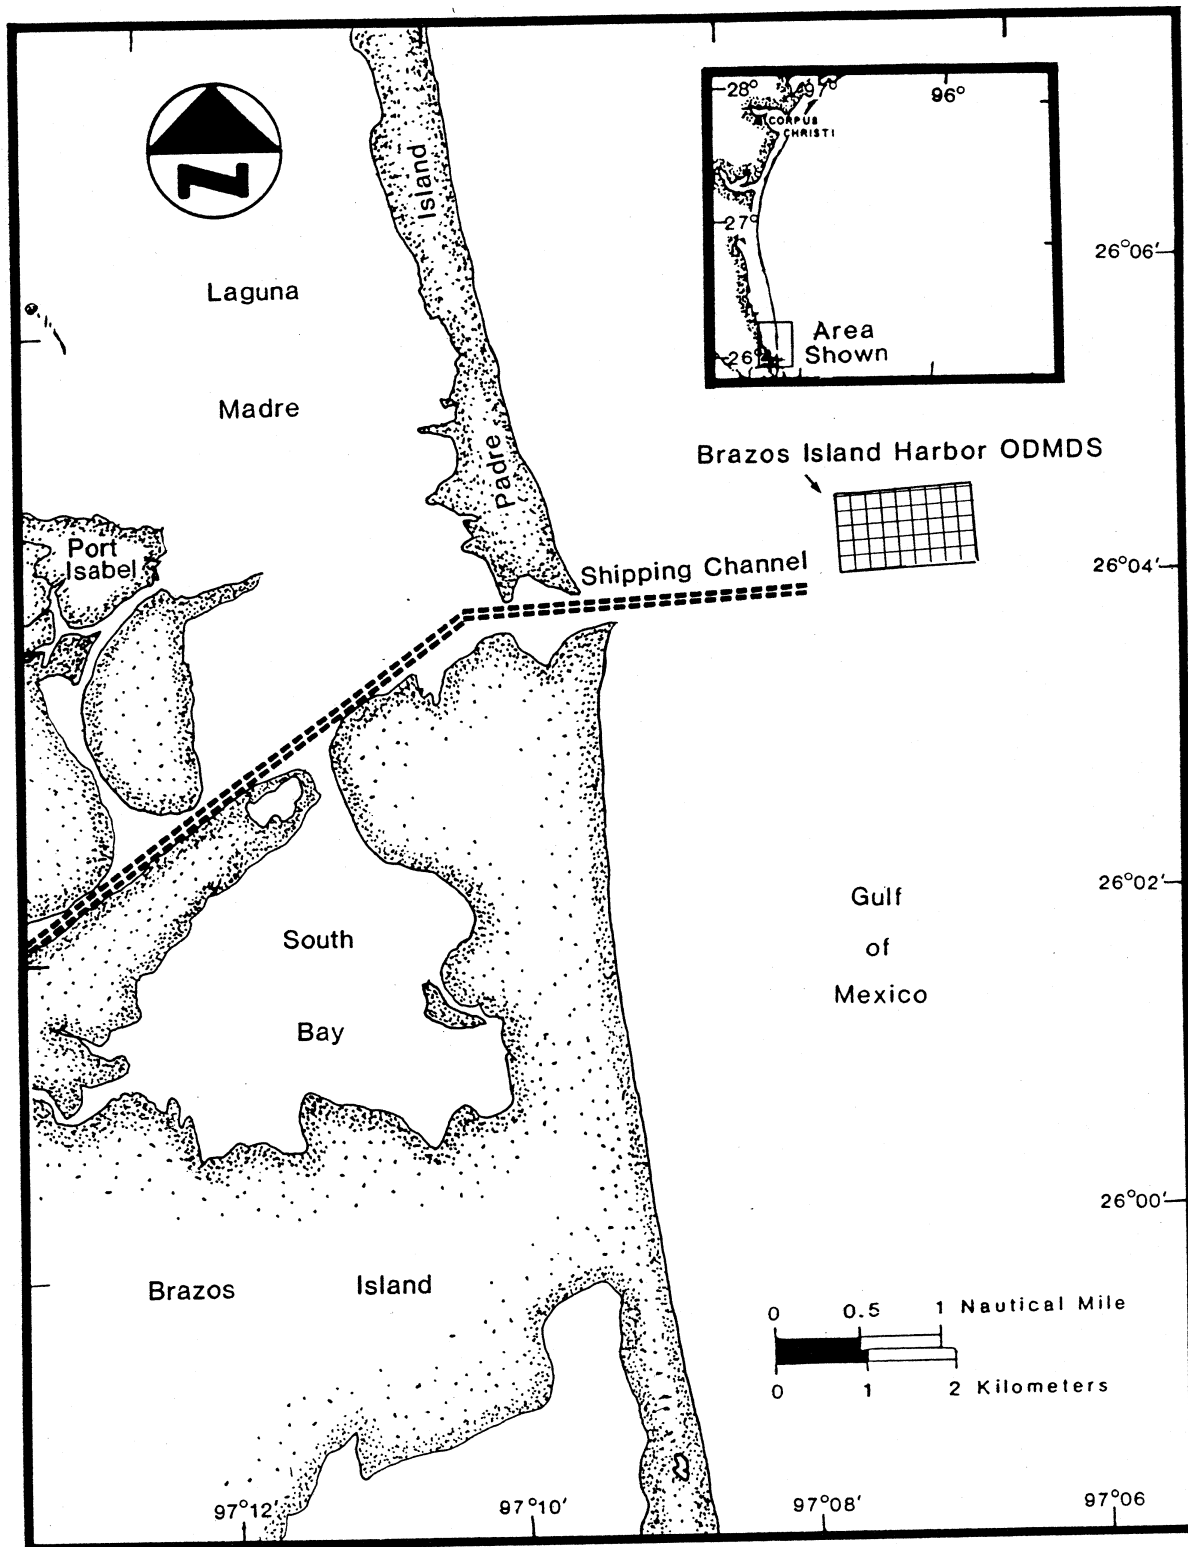 N
Laguna
Madre
Island
Padre
28°
97°
96°
CORPUS
CHRISTI
27°
26°
Area
Shown
26°06'
Brazos Island Harbor ODMDS
Port
Isabel
Shipping Channel
26°04'
26°02'
Gulf
of
Mexico
South
Bay
26°00'
Brazos Island
0 0.5 1 Nautical Mile
0 1 2 Kilometers
97°12' 97°10' 97°08' 97°06